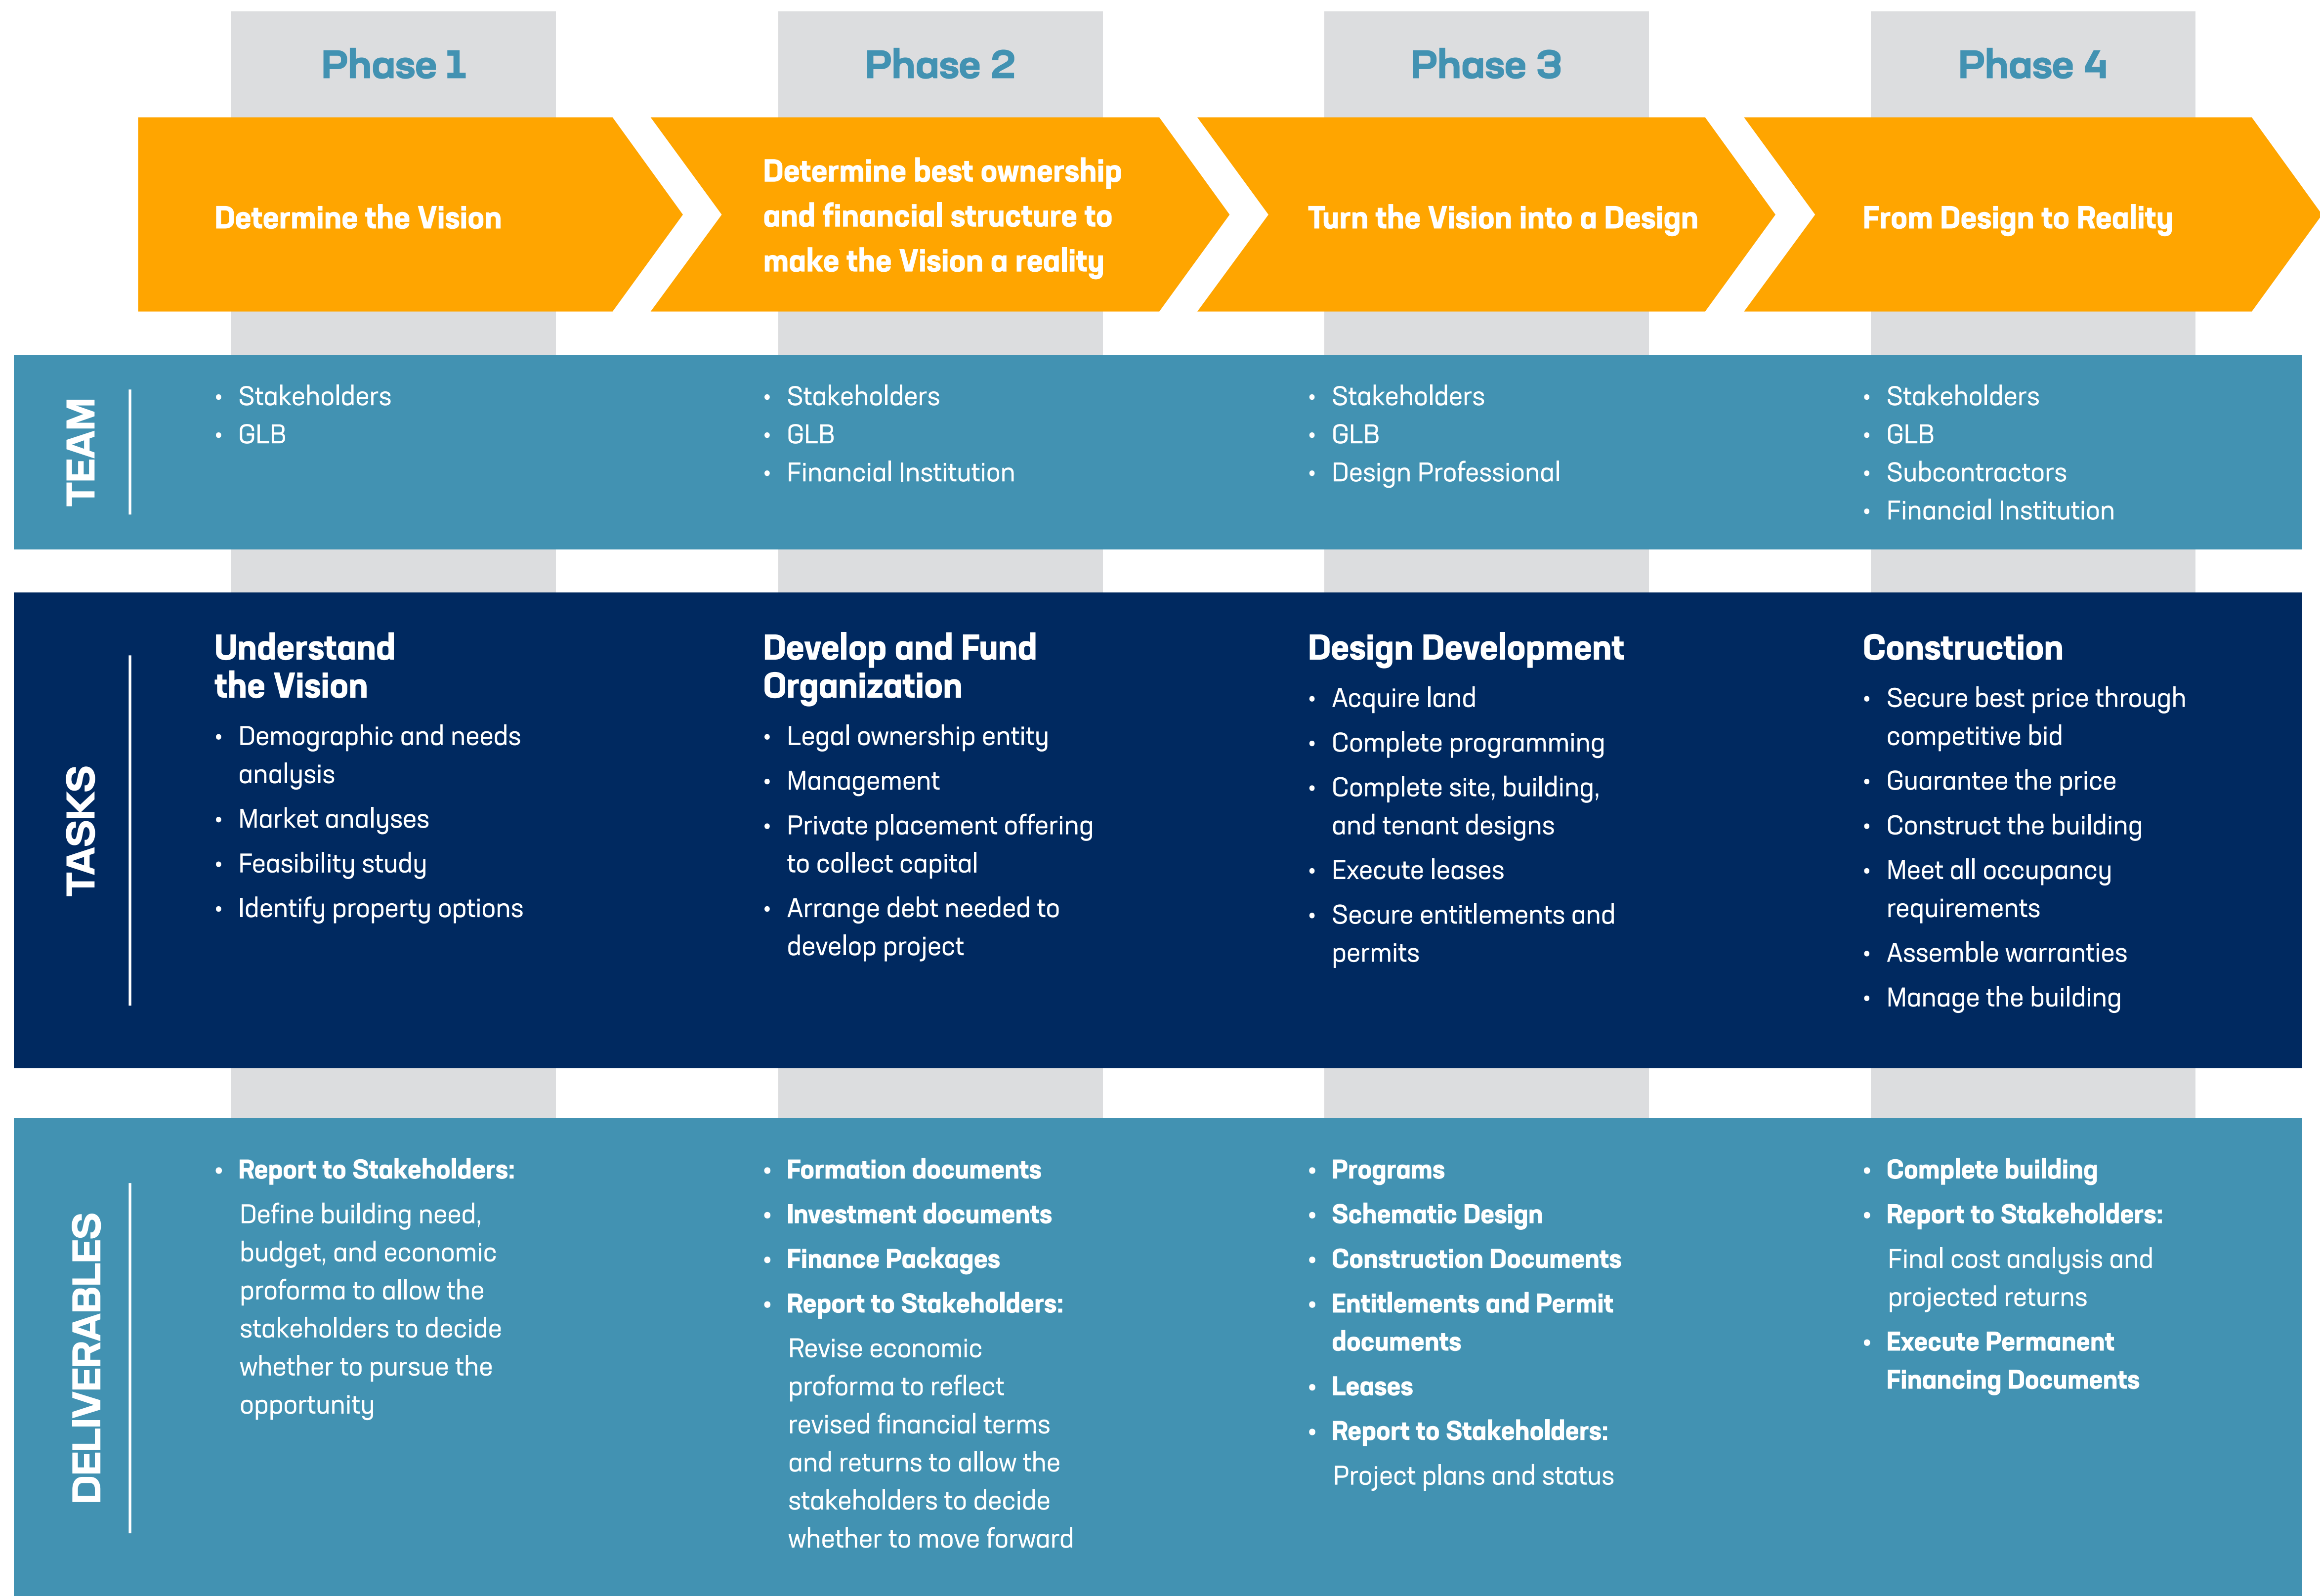 Phase 1
Phase 2
Phase 3
Phase 4
Determine the Vision
Determine best ownership
and financial structure to
make the Vision a reality
Turn the Vision into a Design
From Design to Reality
TEAM
• Stakeholders
• GLB
• Stakeholders
• GLB
• Financial Institution
• Stakeholders
• GLB
• Design Professional
• Stakeholders
• GLB
• Subcontractors
• Financial Institution
TASKS
Understand
the Vision
• Demographic and needs
analysis
• Market analyses
• Feasibility study
• Identify property options
Develop and Fund
Organization
• Legal ownership entity
• Management
• Private placement offering
to collect capital
• Arrange debt needed to
develop project
Design Development
• Acquire land
• Complete programming
• Complete site, building,
and tenant designs
• Execute leases
• Secure entitlements and
permits
Construction
• Secure best price through
competitive bid
• Guarantee the price
• Construct the building
• Meet all occupancy
requirements
• Assemble warranties
• Manage the building
DELIVERABLES
• Report to Stakeholders:
Define building need,
budget, and economic
proforma to allow the
stakeholders to decide
whether to pursue the
opportunity
• Formation documents
• Investment documents
• Finance Packages
• Report to Stakeholders:
Revise economic
proforma to reflect
revised financial terms
and returns to allow the
stakeholders to decide
whether to move forward
• Programs
• Schematic Design
• Construction Documents
• Entitlements and Permit
documents
• Leases
• Report to Stakeholders:
Project plans and status
• Complete building
• Report to Stakeholders:
Final cost analysis and
projected returns
• Execute Permanent
Financing Documents